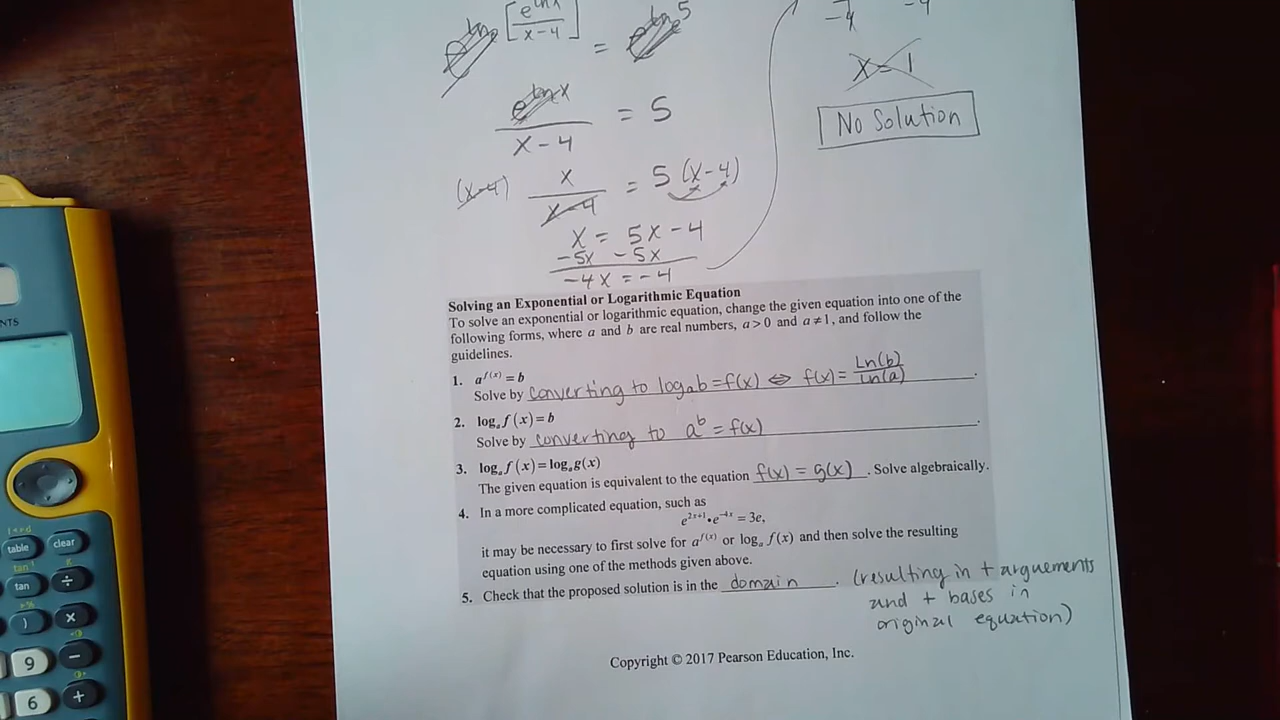 ln [e^(ln x) / (x-4)] = e^(ln 5)
-4 -4
e^(ln x) / (x-4) = 5
x = 1
No Solution
(x-4) x / (x-4) = 5 (x-4)
x = 5x - 4
-5x -5x
-4x = -4
Solving an Exponential or Logarithmic Equation
To solve an exponential or logarithmic equation, change the given equation into one of the
following forms, where a and b are real numbers, a > 0 and a ≠ 1, and follow the
guidelines.
1. a^f(x) = b
Solve by converting to log_a b = f(x) ⇔ f(x) = Ln(b)/Ln(a).
2. log_a f(x) = b
Solve by converting to a^b = f(x).
3. log_a f(x) = log_a g(x)
The given equation is equivalent to the equation f(x) = g(x). Solve algebraically.
4. In a more complicated equation, such as
e^(2x+1) • e^(-4x) = 3e,
it may be necessary to first solve for a^f(x) or log_a f(x) and then solve the resulting
equation using one of the methods given above.
5. Check that the proposed solution is in the domain. (resulting in + arguements
and + bases in
original equation)
Copyright © 2017 Pearson Education, Inc.
table
clear
tan
÷
)
×
9
−
6
+